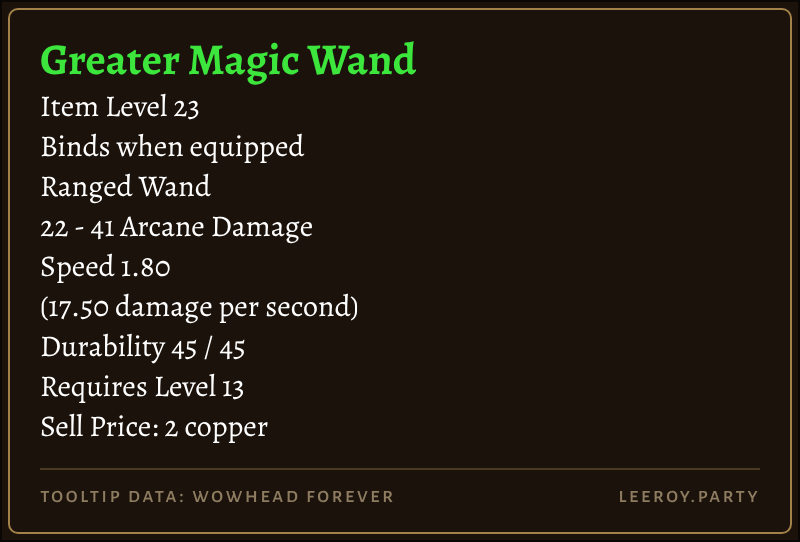 Greater Magic Wand
Item Level 23
Binds when equipped
Ranged Wand
22 - 41 Arcane Damage
Speed 1.80
(17.50 damage per second)
Durability 45 / 45
Requires Level 13
Sell Price: 2 copper
TOOLTIP DATA: WOWHEAD FOREVER LEEROY.PARTY